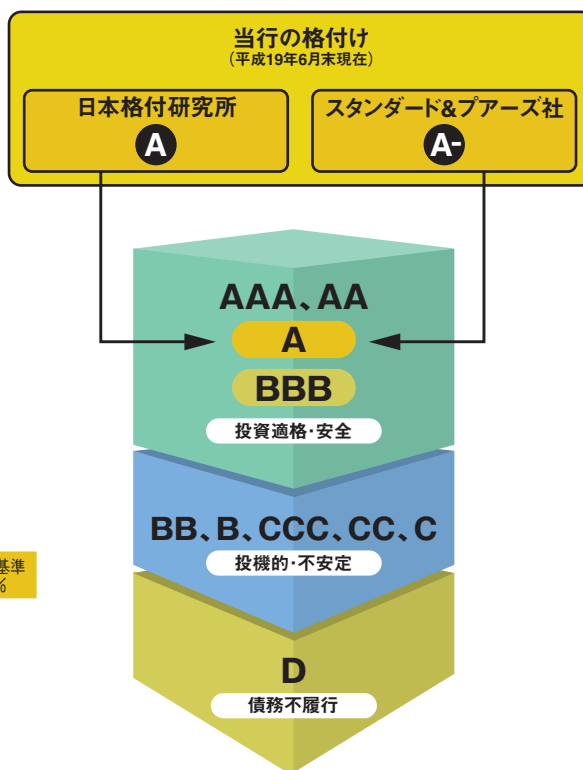 当行の格付け
(平成19年6月末現在)
日本格付研究所
A
スタンダード&プアーズ社
A-
AAA、AA
A
BBB
投資適格・安全
BB、B、CCC、CC、C
投機的・不安定
基準
%
D
債務不履行